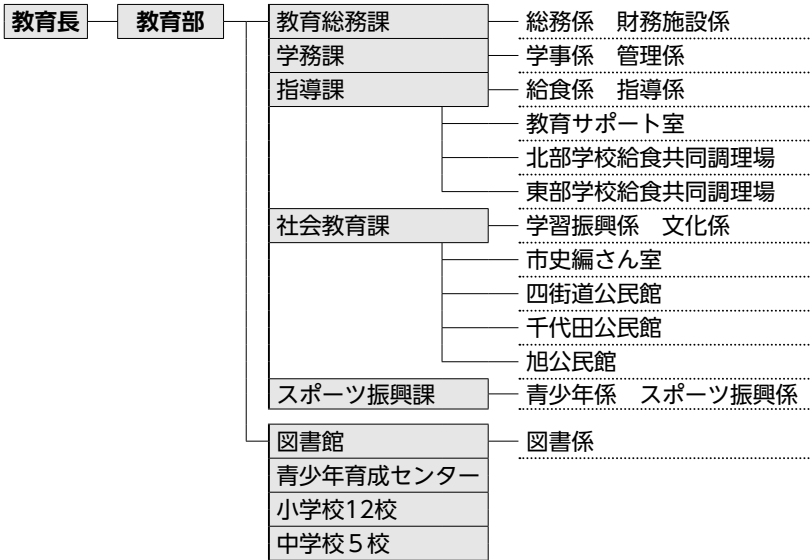 教育長 教育部 教育総務課 総務係　財務施設係
学務課 学事係　管理係
指導課 給食係　指導係
教育サポート室
北部学校給食共同調理場
東部学校給食共同調理場
社会教育課 学習振興係　文化係
市史編さん室
四街道公民館
千代田公民館
旭公民館
スポーツ振興課 青少年係　スポーツ振興係
図書館 図書係
青少年育成センター
小学校12校
中学校５校